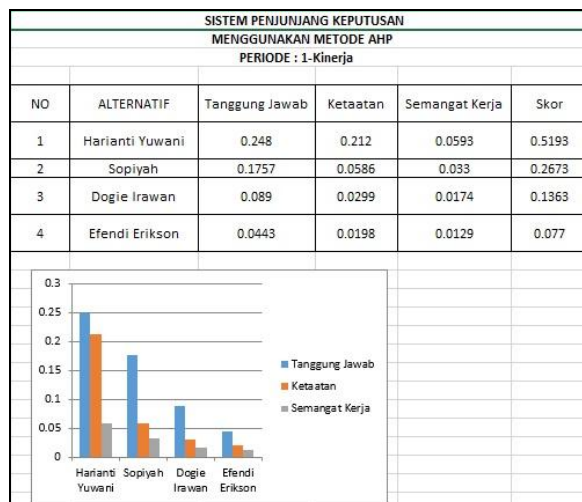 SISTEM PENJUNJANG KEPUTUSAN
MENGGUNAKAN METODE AHP
PERIODE : 1-Kinerja
NO ALTERNATIF Tanggung Jawab Ketaatan Semangat Kerja Skor
1 Harianti Yuwani 0.248 0.212 0.0593 0.5193
2 Sopiyah 0.1757 0.0586 0.033 0.2673
3 Dogie Irawan 0.089 0.0299 0.0174 0.1363
4 Efendi Erikson 0.0443 0.0198 0.0129 0.077
0.3
0.25
0.2
0.15
0.1
0.05
0
Tanggung Jawab
Ketaatan
Semangat Kerja
Harianti Sopiyah Dogie Efendi
Yuwani Irawan Erikson